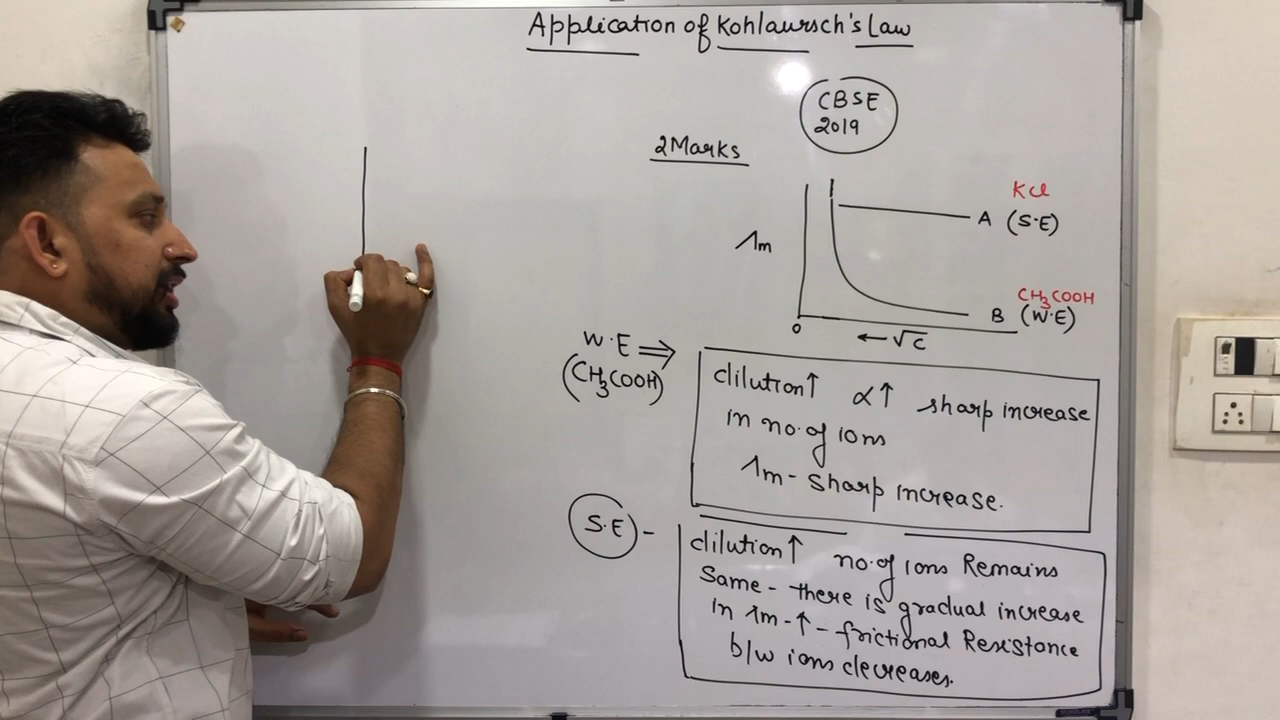 Application of Kohlaursch's Law
CBSE
2019
2Marks
KCl
A (S.E)
Λm
CH3COOH
B (W.E)
0
←√C
W.E ⇒
(CH3COOH)
dilution↑ α↑ sharp increase
in no. of ions
Λm - sharp increase.
S.E -
dilution↑ no. of ions Remains
Same - there is gradual increase
in Λm - ↑ - frictional Resistance
b/w ions decreases.